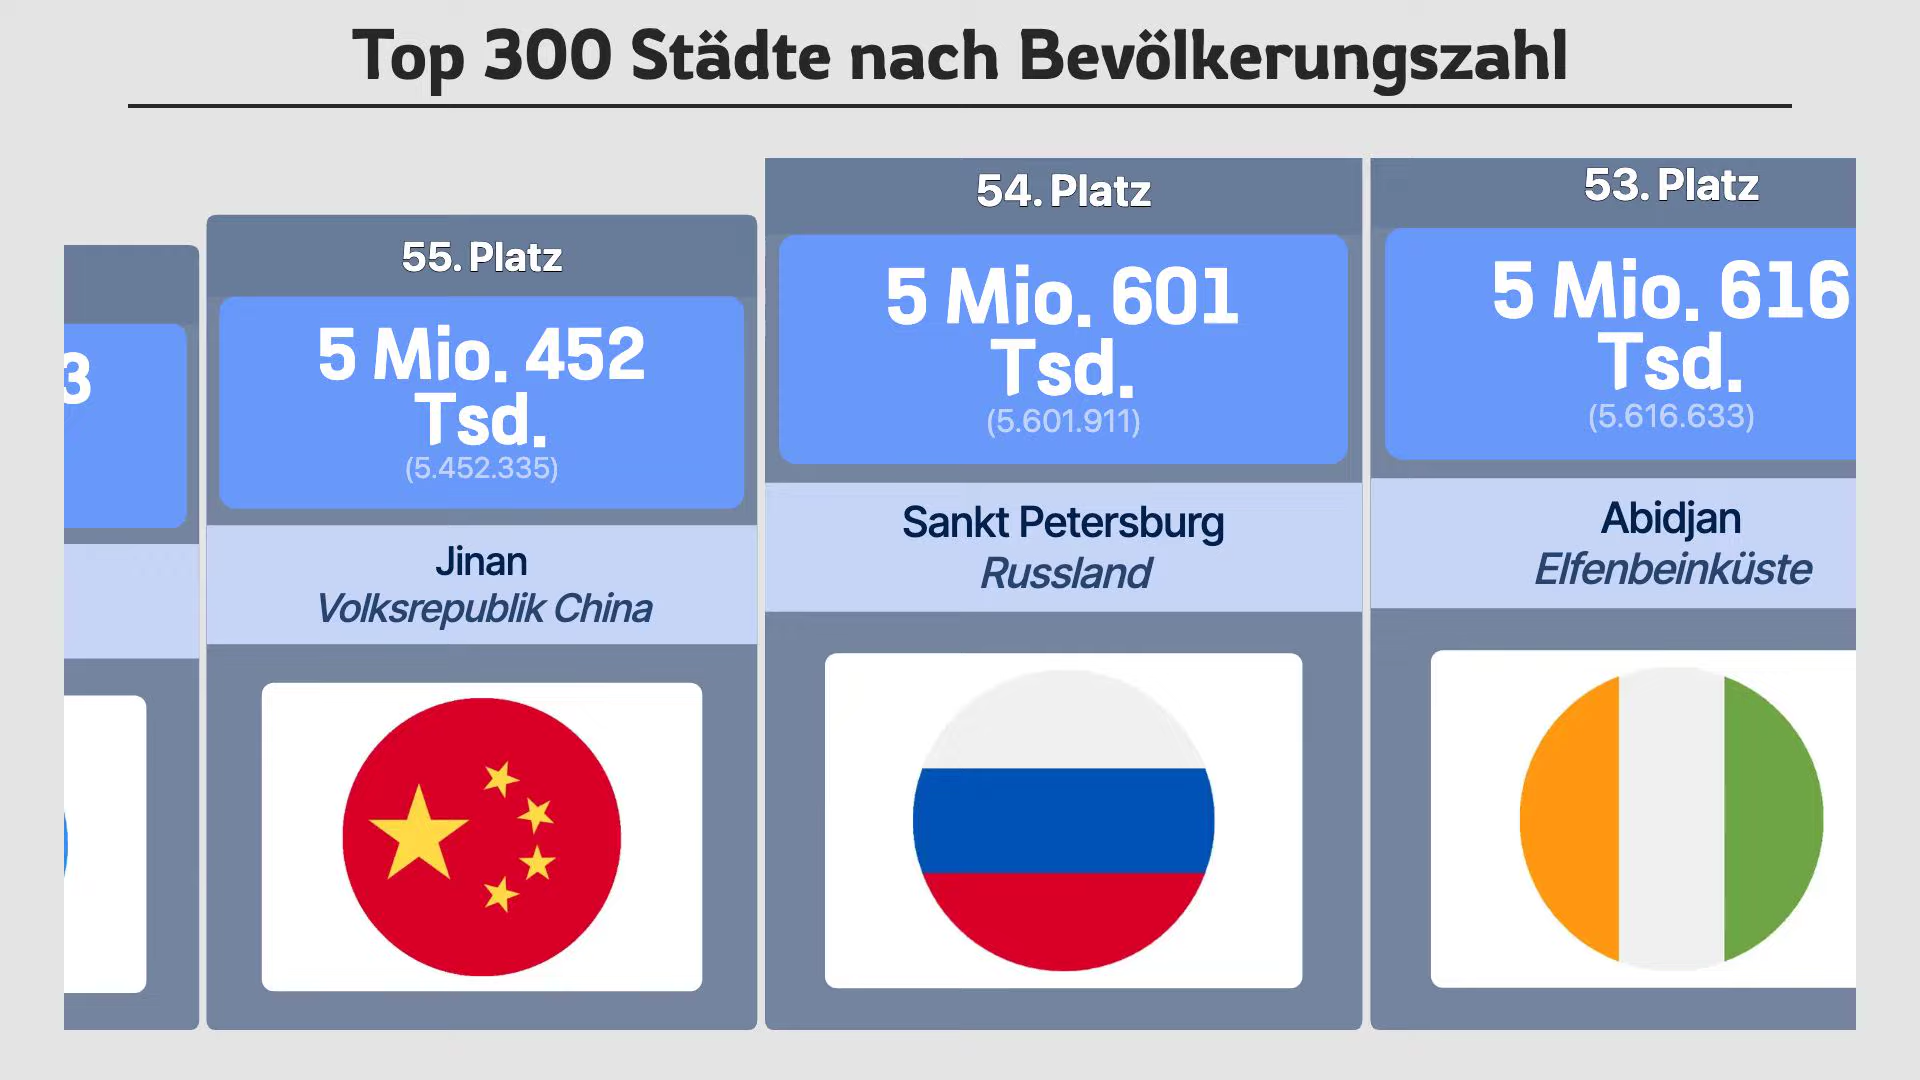 Top 300 Städte nach Bevölkerungszahl
3
55. Platz
5 Mio. 452
Tsd.
(5.452.335)
Jinan
Volksrepublik China
54. Platz
5 Mio. 601
Tsd.
(5.601.911)
Sankt Petersburg
Russland
53. Platz
5 Mio. 616
Tsd.
(5.616.633)
Abidjan
Elfenbeinküste